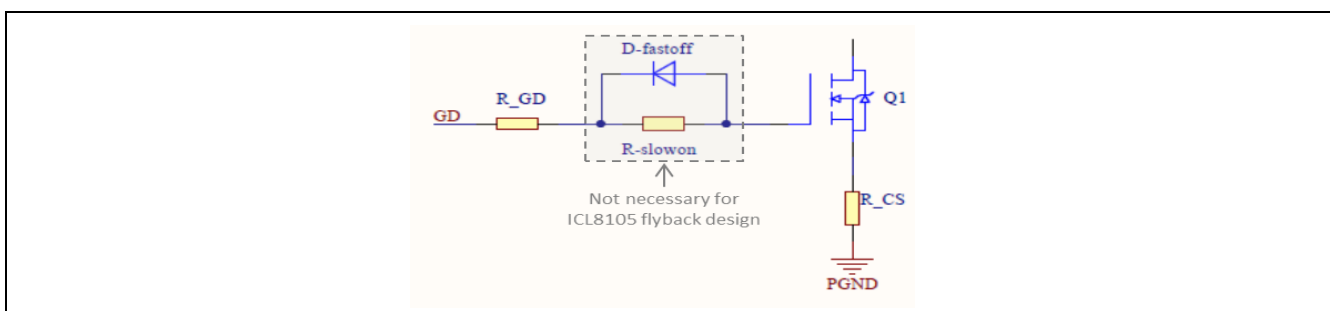 D-fastoff
R_GD
Q1
GD
R-slowon
Not necessary for
ICL8105 flyback design
R_CS
PGND